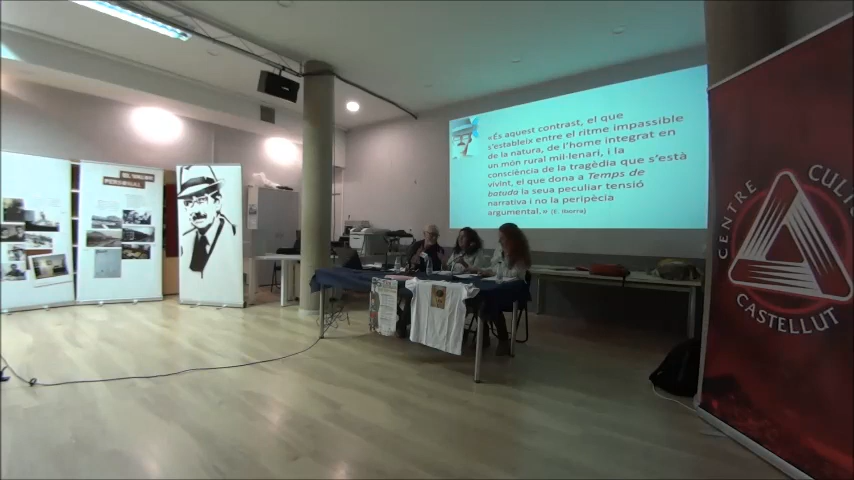 «És aquest contrast, el que
s'estableix entre el ritme impassible
de la natura, de l'home integrat en
un món rural mil·lenari, i la
consciència de la tragèdia que s'està
vivint, el que dona a Temps de
batuda la seua peculiar tensió
narrativa i no la peripècia
argumental.» (E. Iborra)
CENTRE CULT
CASTELLUT
PERSONAL